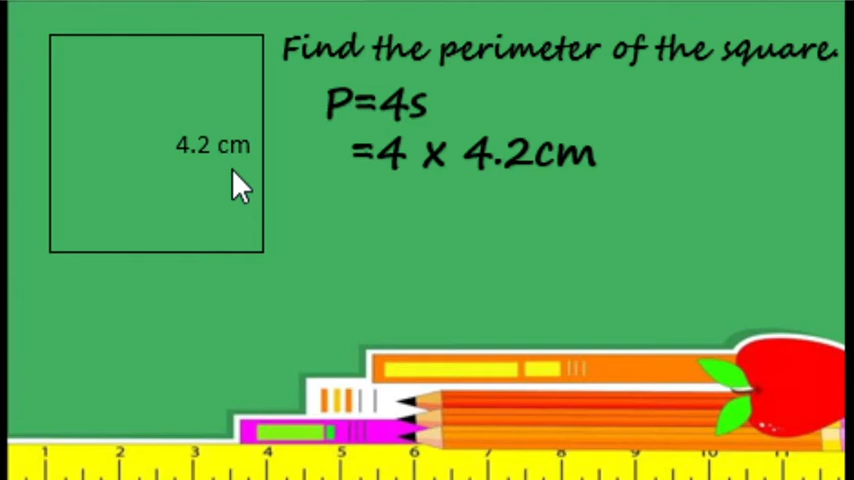 Find the perimeter of the square.
P=4s
=4 x 4.2cm
4.2 cm
1 2 3 4 5 6 7 8 9 10 11